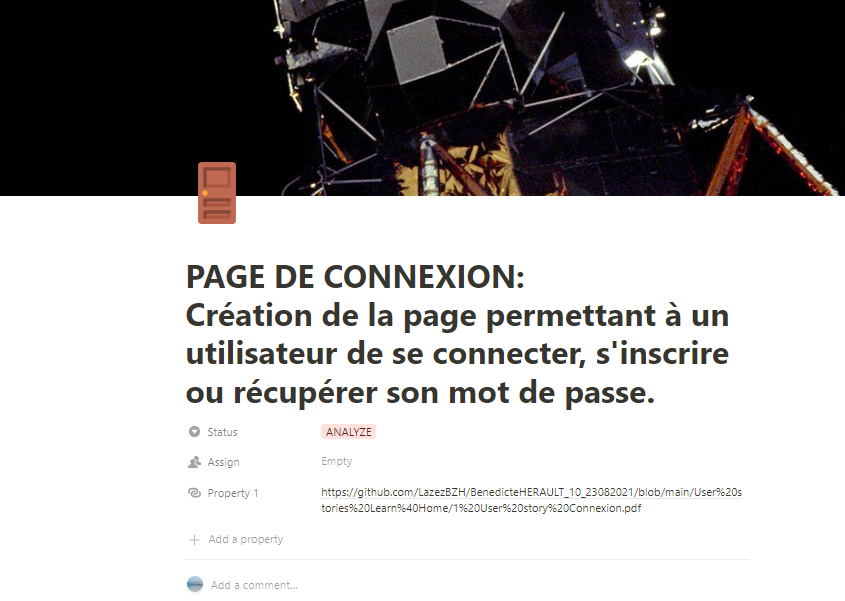 PAGE DE CONNEXION:
Création de la page permettant à un
utilisateur de se connecter, s'inscrire
ou récupérer son mot de passe.
Status ANALYZE
Assign Empty
Property 1 https://github.com/LazezBZH/BenedicteHERAULT_10_23082021/blob/main/User%20s
tories%20Learn%40Home/1%20User%20story%20Connexion.pdf
Add a property
Add a comment...